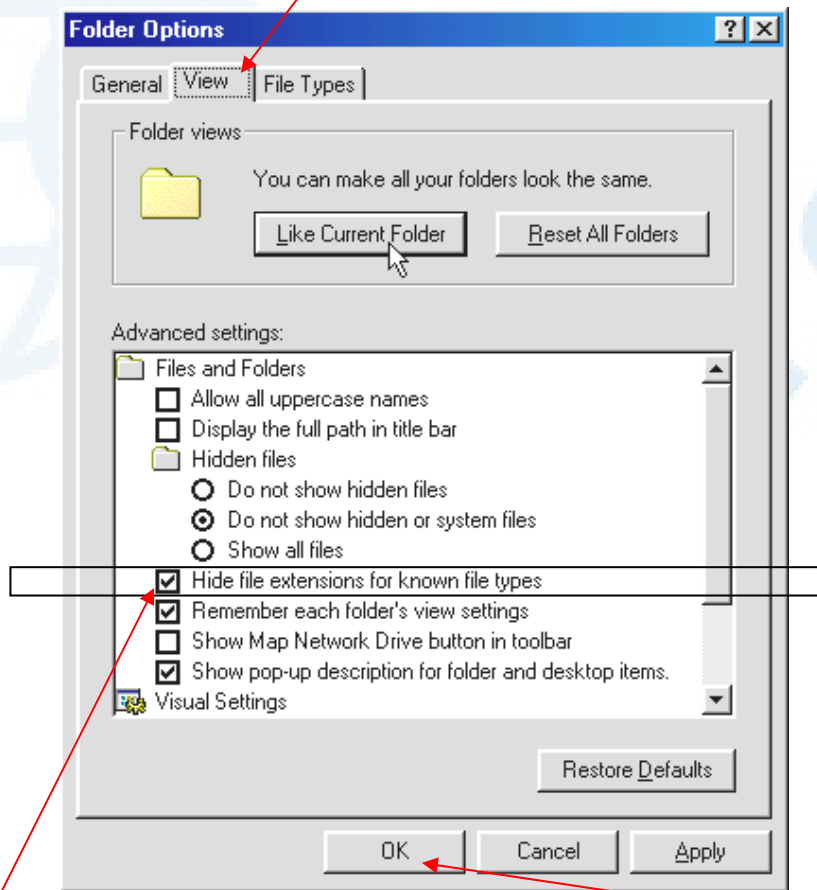 Folder Options
General View File Types
Folder views
You can make all your folders look the same.
Like Current Folder Reset All Folders
Advanced settings:
Files and Folders
Allow all uppercase names
Display the full path in title bar
Hidden files
Do not show hidden files
Do not show hidden or system files
Show all files
Hide file extensions for known file types
Remember each folder's view settings
Show Map Network Drive button in toolbar
Show pop-up description for folder and desktop items.
Visual Settings
Restore Defaults
OK Cancel Apply